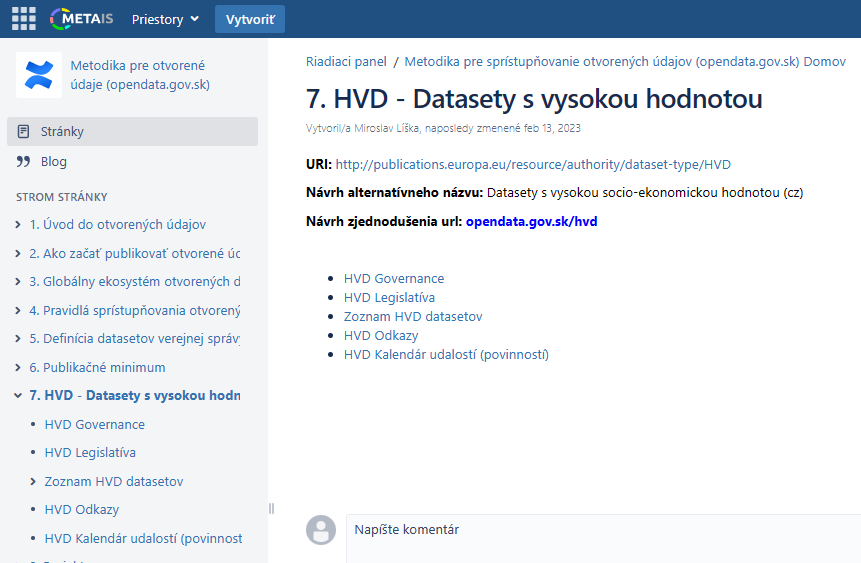 METAIS Priestory Vytvoriť
Metodika pre otvorené
údaje (opendata.gov.sk)
Stránky
Blog
STROM STRÁNKY
1. Úvod do otvorených údajov
2. Ako začať publikovať otvorené úc
3. Globálny ekosystém otvorených d
4. Pravidlá sprístupňovania otvorený
5. Definícia datasetov verejnej správy
6. Publikačné minimum
7. HVD - Datasety s vysokou hodn
HVD Governance
HVD Legislatíva
Zoznam HVD datasetov
HVD Odkazy
HVD Kalendár udalostí (povinnost
Riadiaci panel / Metodika pre sprístupňovanie otvorených údajov (opendata.gov.sk) Domov
7. HVD - Datasety s vysokou hodnotou
Vytvoril/a Miroslav Líška, naposledy zmenené feb 13, 2023
URI: http://publications.europa.eu/resource/authority/dataset-type/HVD
Návrh alternatívneho názvu: Datasety s vysokou socio-ekonomickou hodnotou (cz)
Návrh zjednodušenia url: opendata.gov.sk/hvd
HVD Governance
HVD Legislatíva
Zoznam HVD datasetov
HVD Odkazy
HVD Kalendár udalostí (povinností)
Napíšte komentár